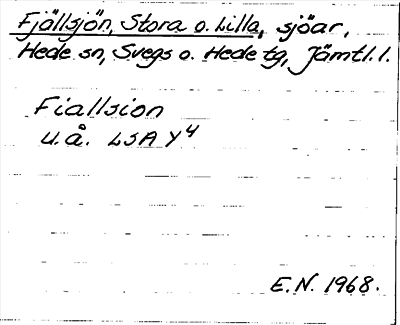 Fjällsjön, Stora o. Lilla, sjöar,
Hede sn, Svegs o. Hede tg, Jämtl. l.
Fiallsion
u.å. LSA Y4
E.N. 1968.